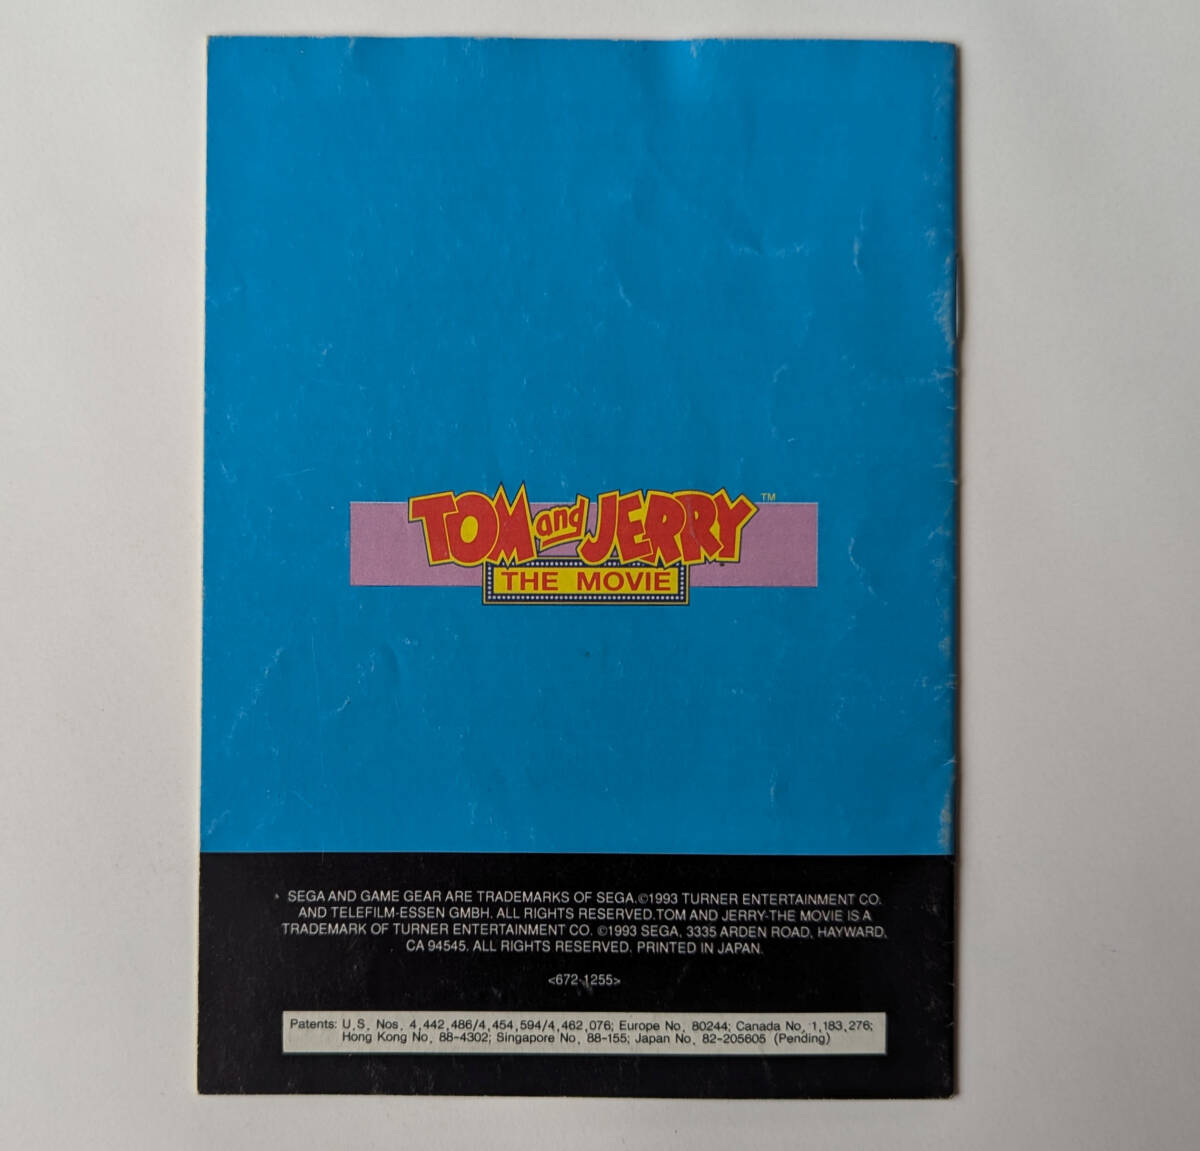 TOM and JERRY TM
THE MOVIE
SEGA AND GAME GEAR ARE TRADEMARKS OF SEGA.©1993 TURNER ENTERTAINMENT CO.
AND TELEFILM-ESSEN GMBH. ALL RIGHTS RESERVED.TOM AND JERRY-THE MOVIE IS A
TRADEMARK OF TURNER ENTERTAINMENT CO. ©1993 SEGA, 3335 ARDEN ROAD, HAYWARD,
CA 94545. ALL RIGHTS RESERVED. PRINTED IN JAPAN.
<672-1255>
Patents: U.S. Nos. 4,442,486/4,454,594/4,462,076; Europe No. 80244; Canada No. 1,183,276;
Hong Kong No. 88-4302; Singapore No. 88-155; Japan No. 82-205605 (Pending)